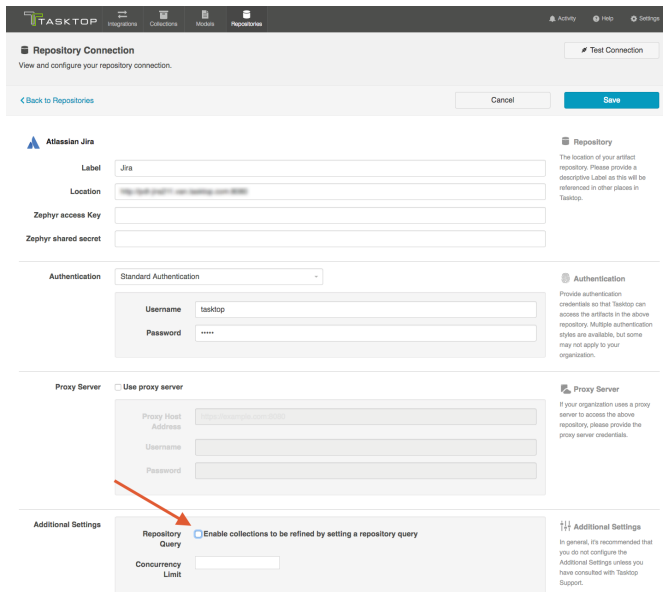 TASKTOP
Integrations
Collections
Models
Repositories
Activity
Help
Settings
Repository Connection
Test Connection
View and configure your repository connection.
Back to Repositories
Cancel
Save
Atlassian Jira
Label
Jira
Location
Zephyr access Key
Zephyr shared secret
Repository
The location of your artifact
repository. Please provide a
descriptive Label as this will be
referenced in other places in
Tasktop.
Authentication
Standard Authentication
Username
tasktop
Password
•••••
Authentication
Provide authentication
credentials so that Tasktop can
access the artifacts in the above
repository. Multiple authentication
styles are available, but some
may not apply to your
organization.
Proxy Server
Use proxy server
Proxy Host
Address
Username
Password
Proxy Server
If your organization uses a proxy
server to access the above
repository, please provide the
proxy server credentials.
Additional Settings
Repository
Query
Enable collections to be refined by setting a repository query
Concurrency
Limit
Additional Settings
In general, it's recommended that
you do not configure the
Additional Settings unless you
have consulted with Tasktop
Support.